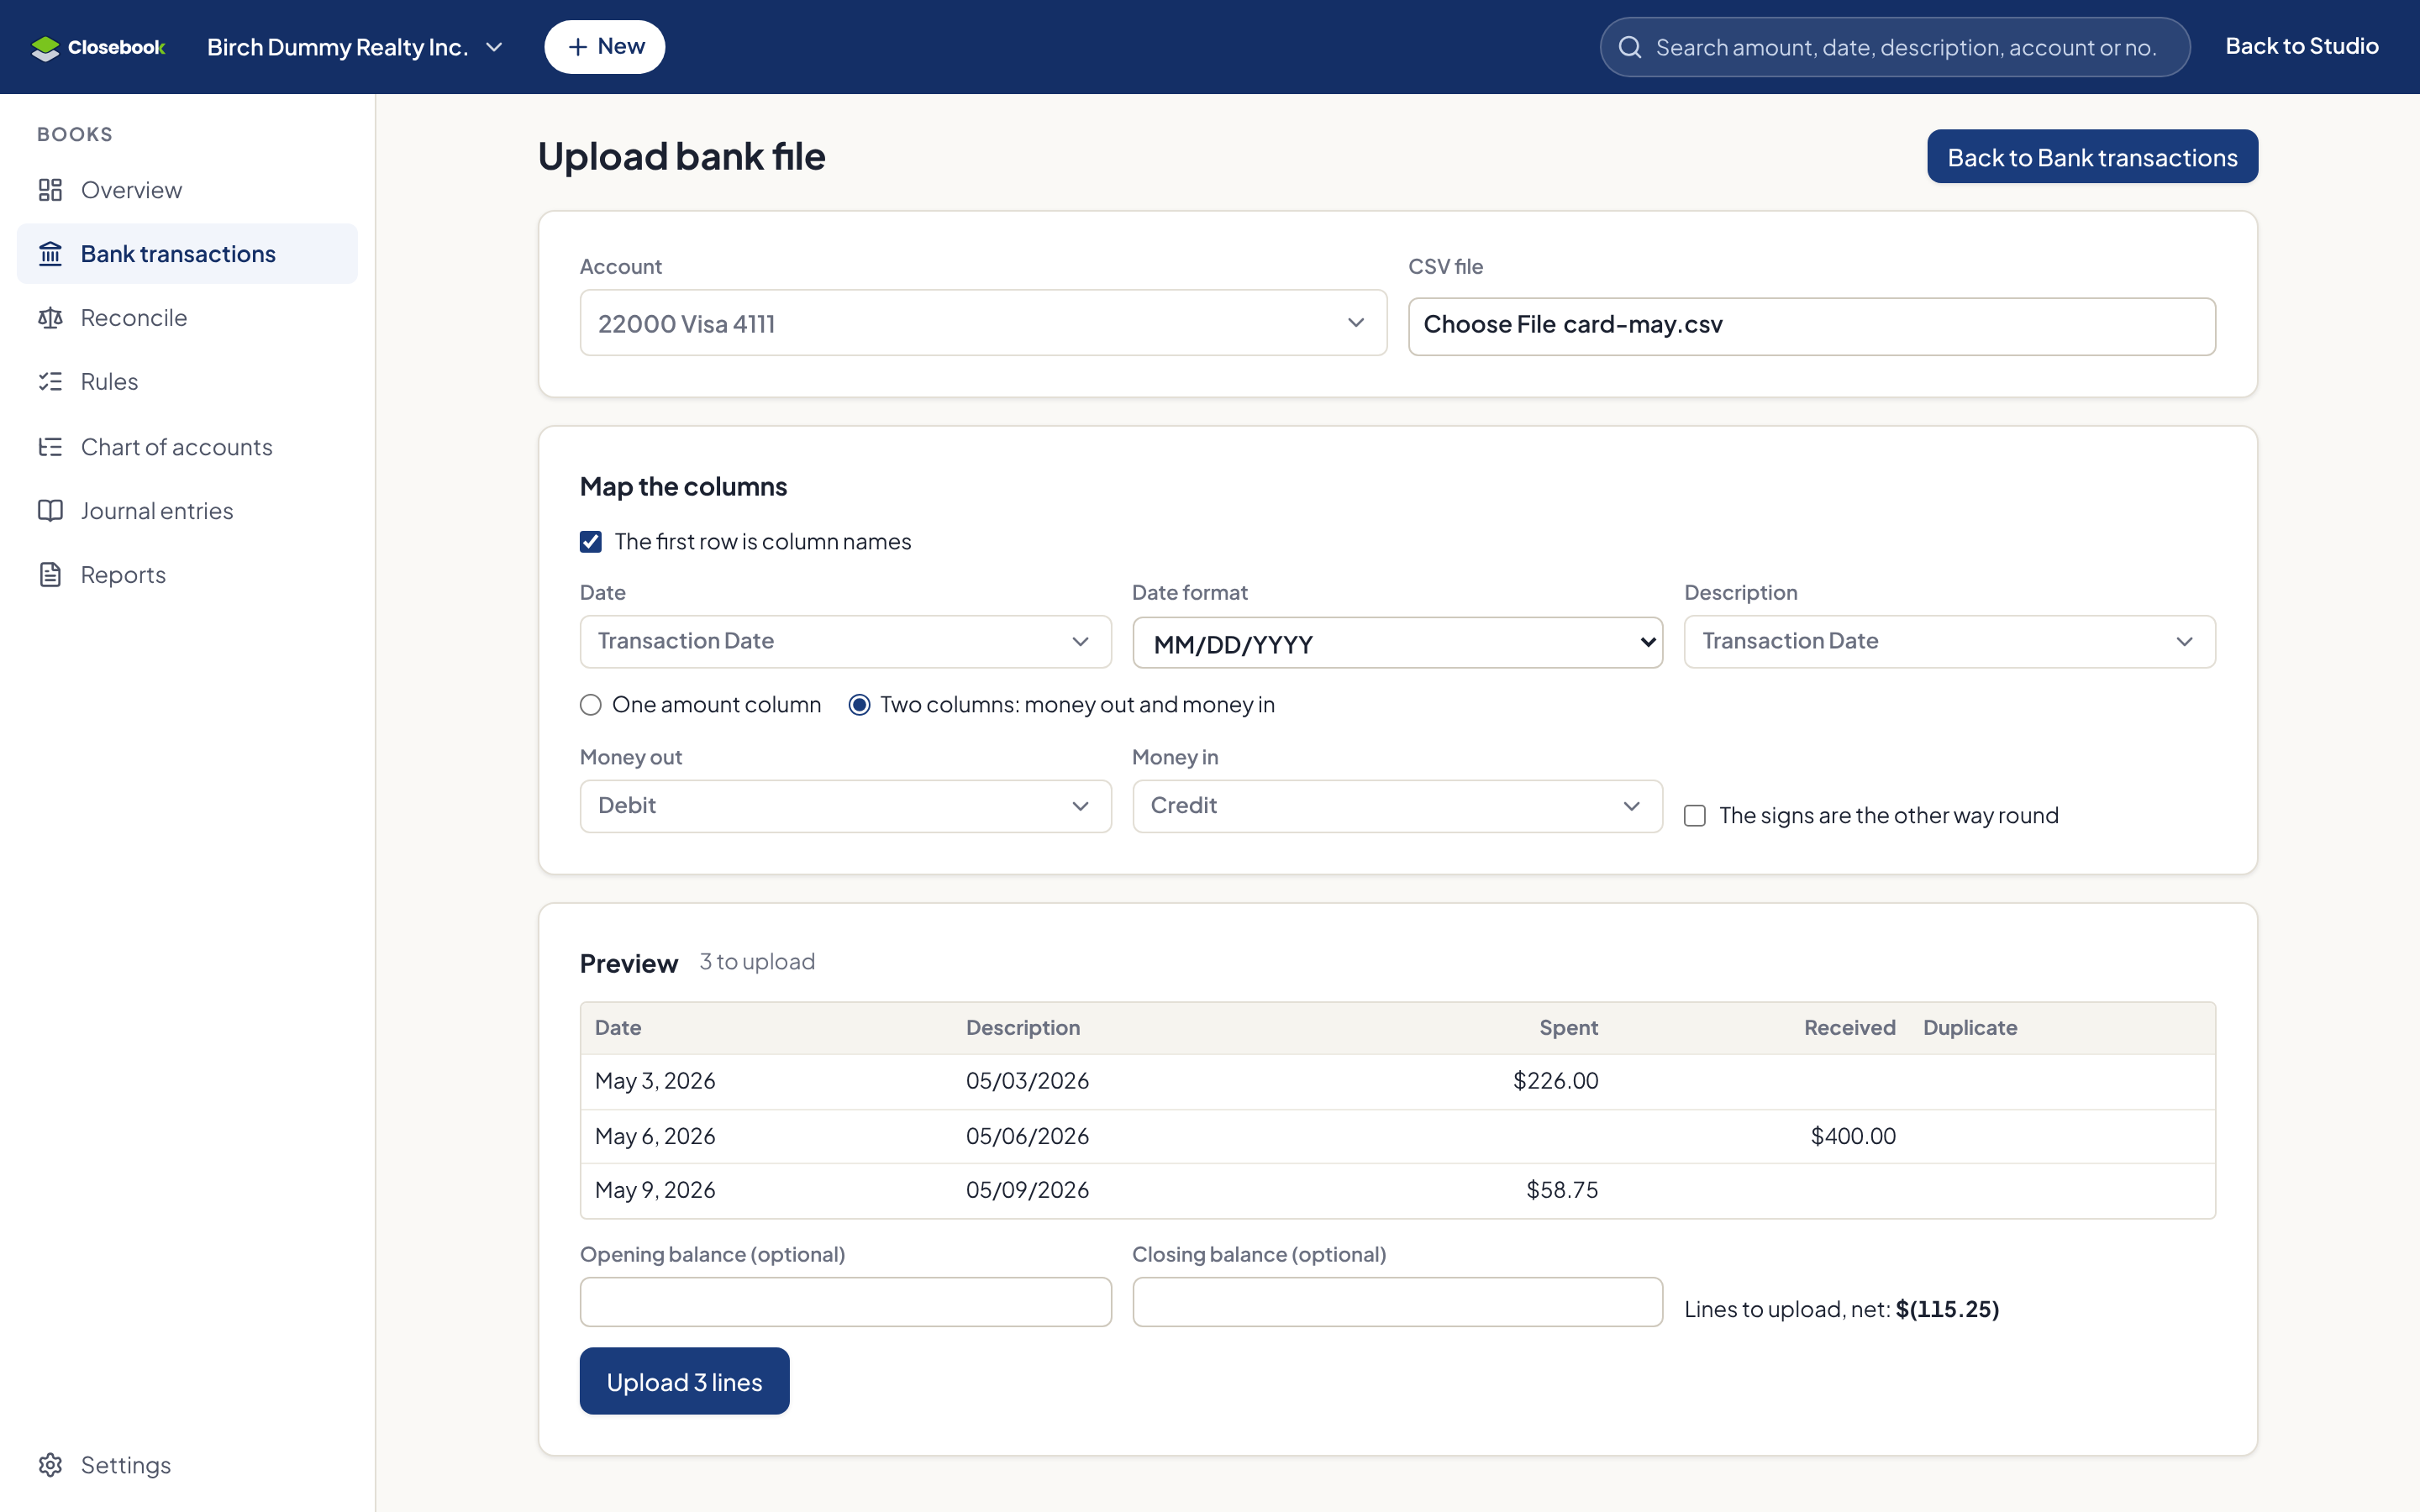 Closebook Birch Dummy Realty Inc. + New Search amount, date, description, account or no. Back to Studio
BOOKS
Overview
Bank transactions
Reconcile
Rules
Chart of accounts
Journal entries
Reports
Settings
Upload bank file Back to Bank transactions
Account CSV file
22000 Visa 4111 Choose File card-may.csv
Map the columns
The first row is column names
Date Date format Description
Transaction Date MM/DD/YYYY Transaction Date
One amount column Two columns: money out and money in
Money out Money in
Debit Credit The signs are the other way round
Preview 3 to upload
Date Description Spent Received Duplicate
May 3, 2026 05/03/2026 $226.00
May 6, 2026 05/06/2026 $400.00
May 9, 2026 05/09/2026 $58.75
Opening balance (optional) Closing balance (optional)
Lines to upload, net: $(115.25)
Upload 3 lines